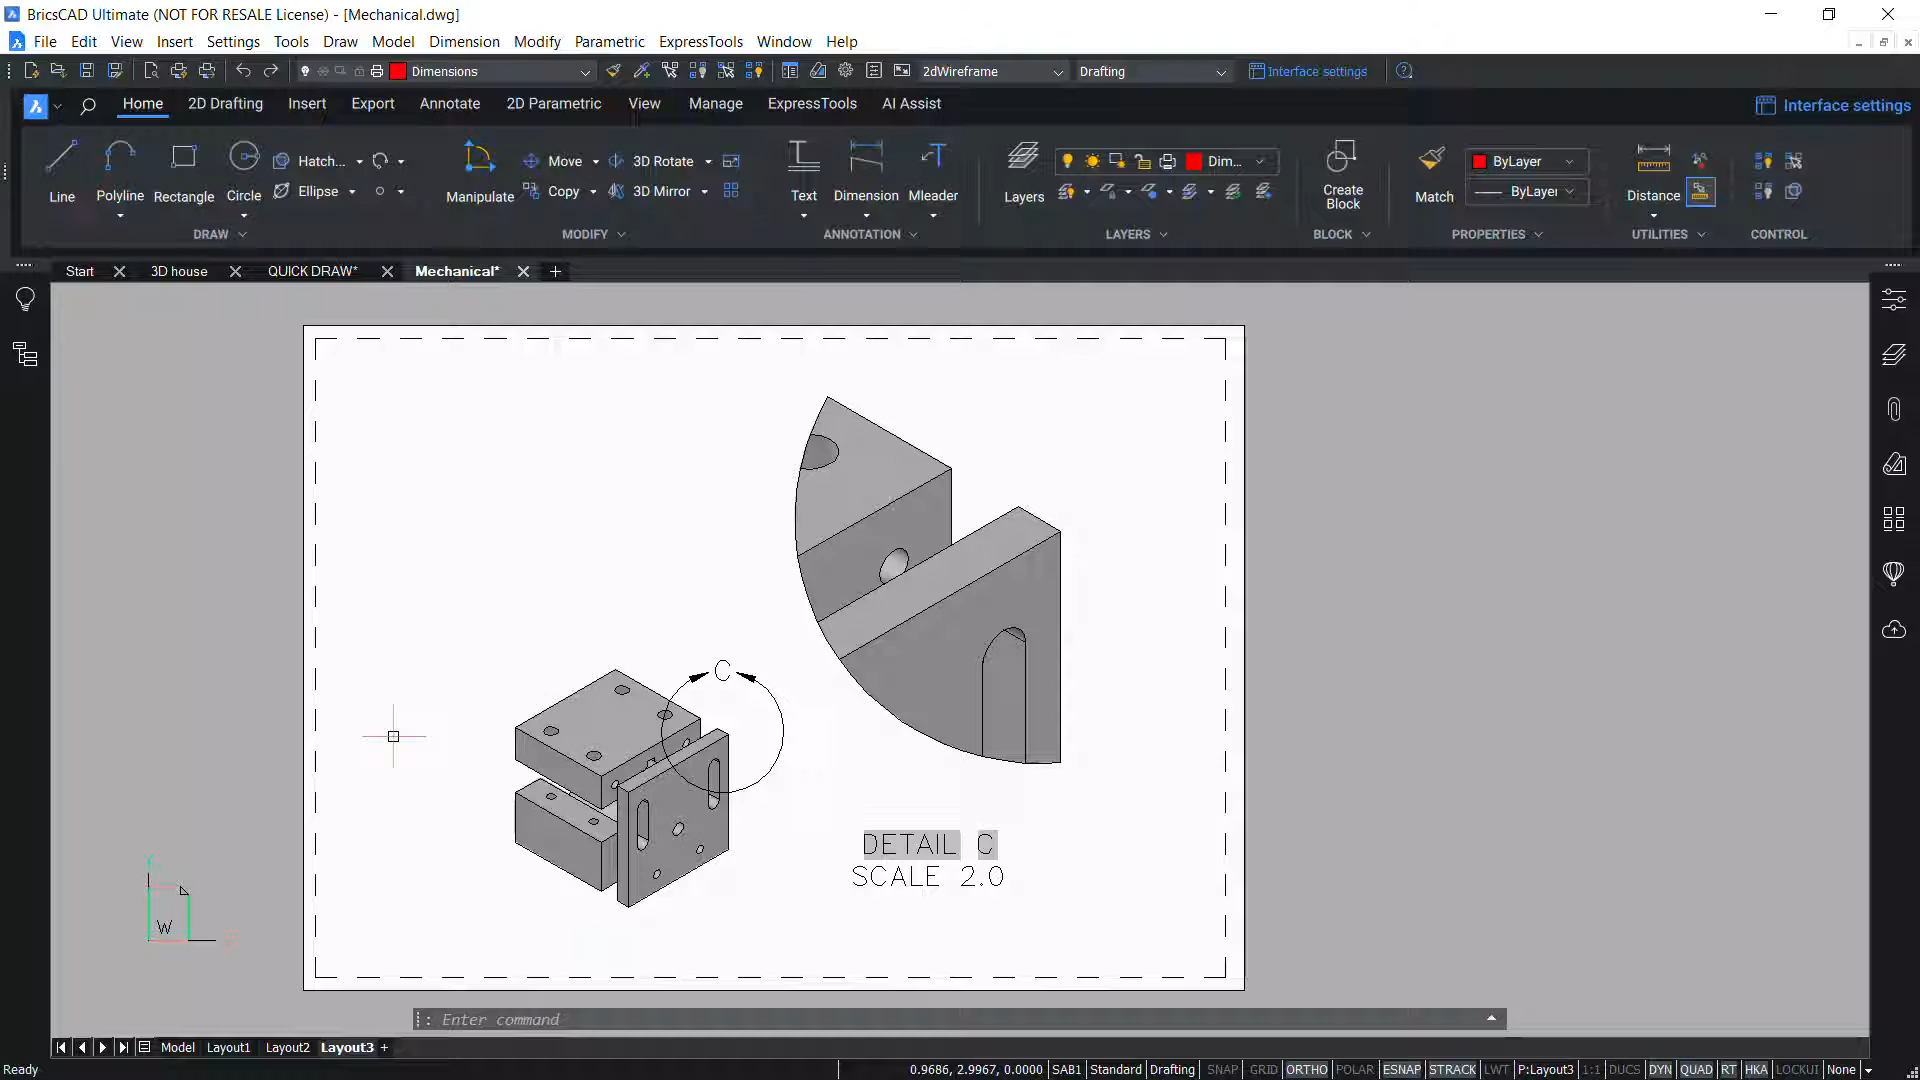 BricsCAD Ultimate (NOT FOR RESALE License) - [Mechanical.dwg]
File Edit View Insert Settings Tools Draw Model Dimension Modify Parametric ExpressTools Window Help
Dimensions 2dWireframe Drafting Interface settings
Home 2D Drafting Insert Export Annotate 2D Parametric View Manage ExpressTools AI Assist Interface settings
Hatch... Move 3D Rotate Dim... ByLayer
Line Polyline Rectangle Circle Ellipse Manipulate Copy 3D Mirror Text Dimension Mleader Layers Create Block Match ByLayer Distance
DRAW MODIFY ANNOTATION LAYERS BLOCK PROPERTIES UTILITIES CONTROL
Start 3D house QUICK DRAW* Mechanical*
C
DETAIL C
SCALE 2.0
W
: Enter command
Model Layout1 Layout2 Layout3
Ready 0.9686, 2.9967, 0.0000 SAB1 Standard Drafting SNAP GRID ORTHO POLAR ESNAP STRACK LWT P:Layout3 1:1 DUCS DYN QUAD RT HKA LOCKUI None